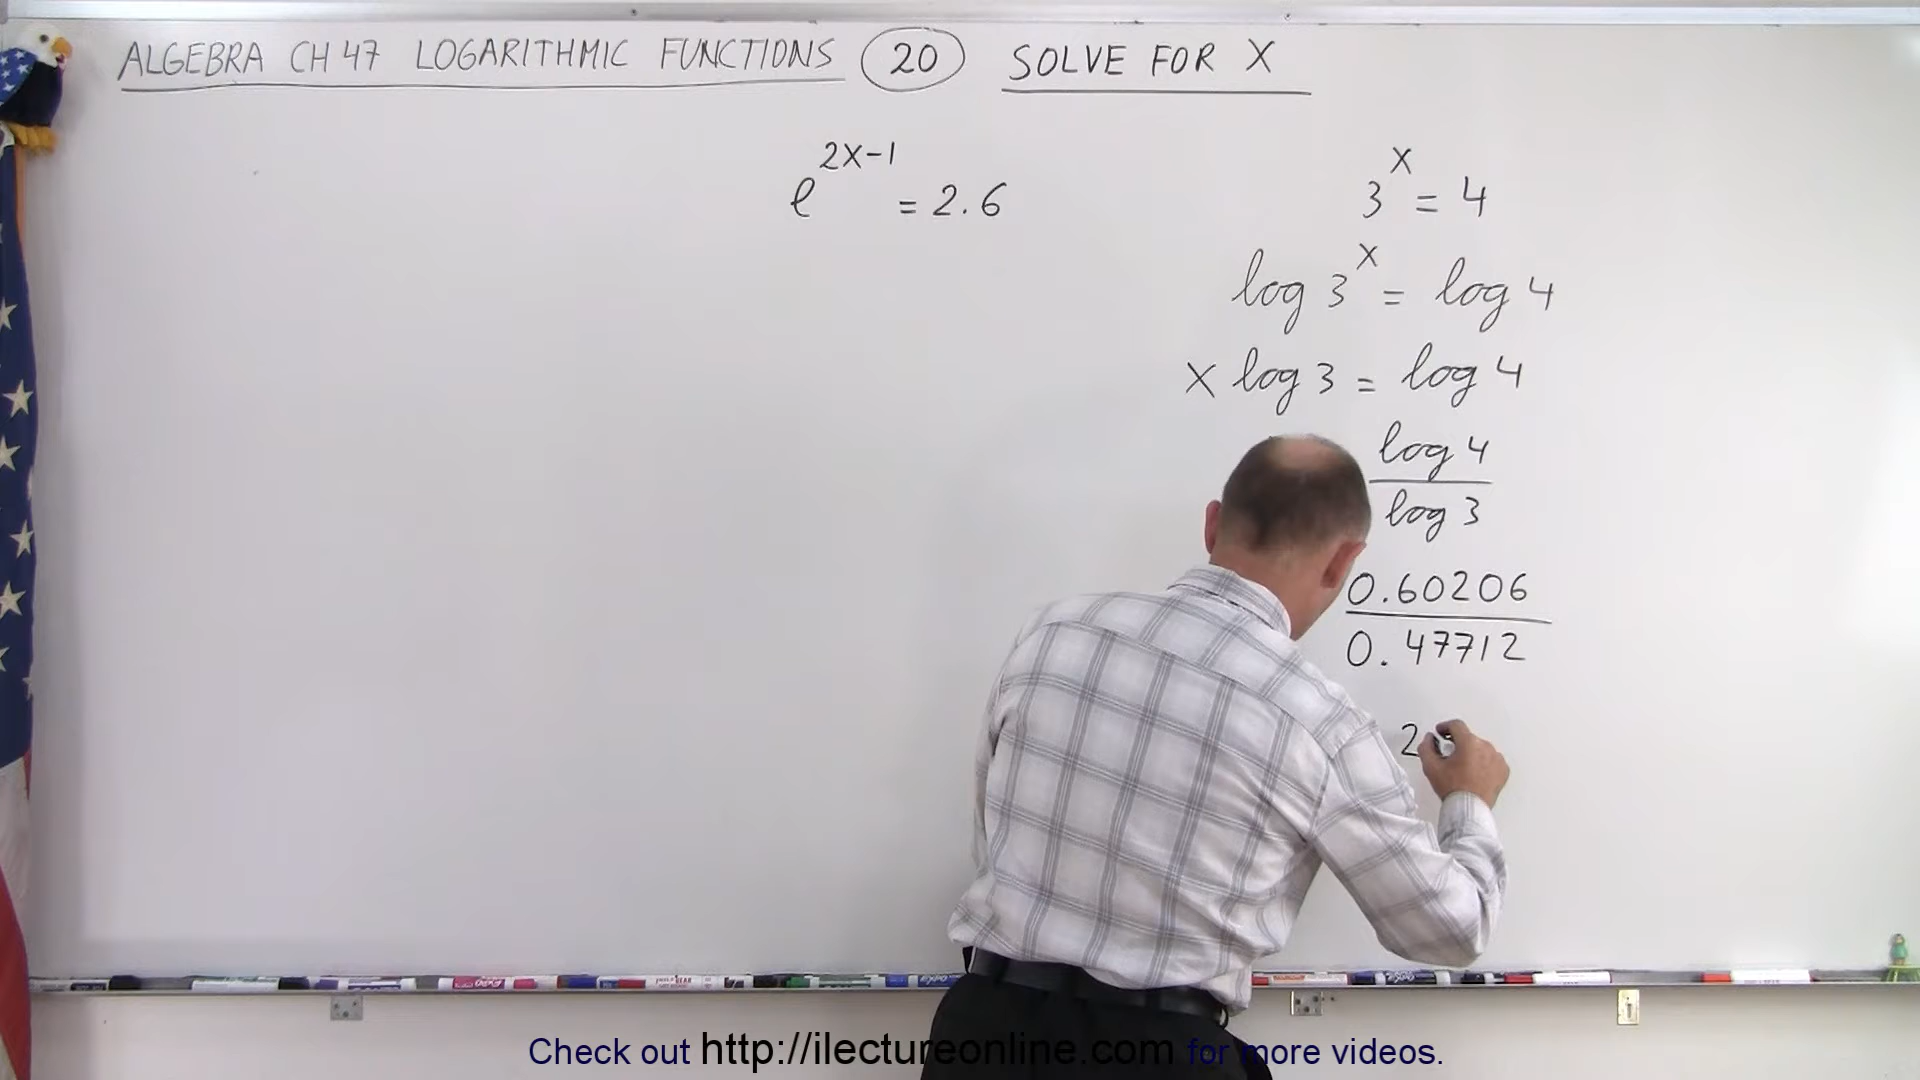 ALGEBRA CH 47 LOGARITHMIC FUNCTIONS 20 SOLVE FOR X
e^{2x-1} = 2.6
3^x = 4
log 3^x = log 4
x log 3 = log 4
log 4
log 3
0.60206
0.47712
2
Check out http://ilectureonline.com for more videos.